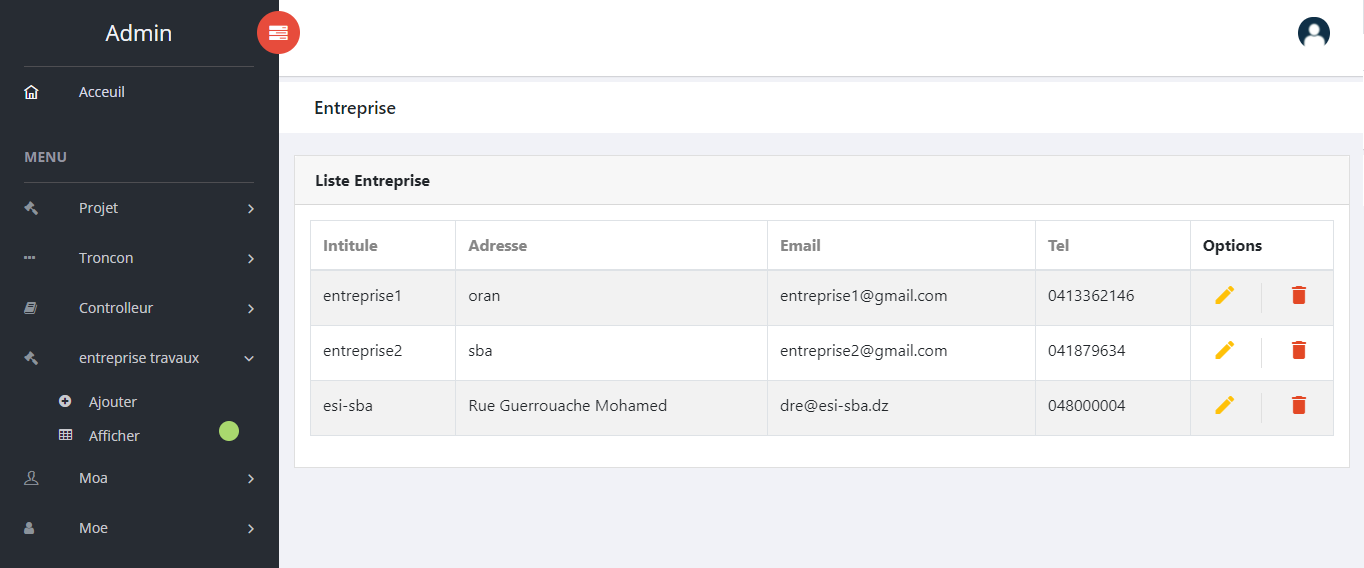 Admin
Acceuil
MENU
Projet
Troncon
Controlleur
entreprise travaux
Ajouter
Afficher
Moa
Moe
Entreprise
Liste Entreprise
Intitule Adresse Email Tel Options
entreprise1 oran entreprise1@gmail.com 0413362146
entreprise2 sba entreprise2@gmail.com 041879634
esi-sba Rue Guerrouache Mohamed dre@esi-sba.dz 048000004